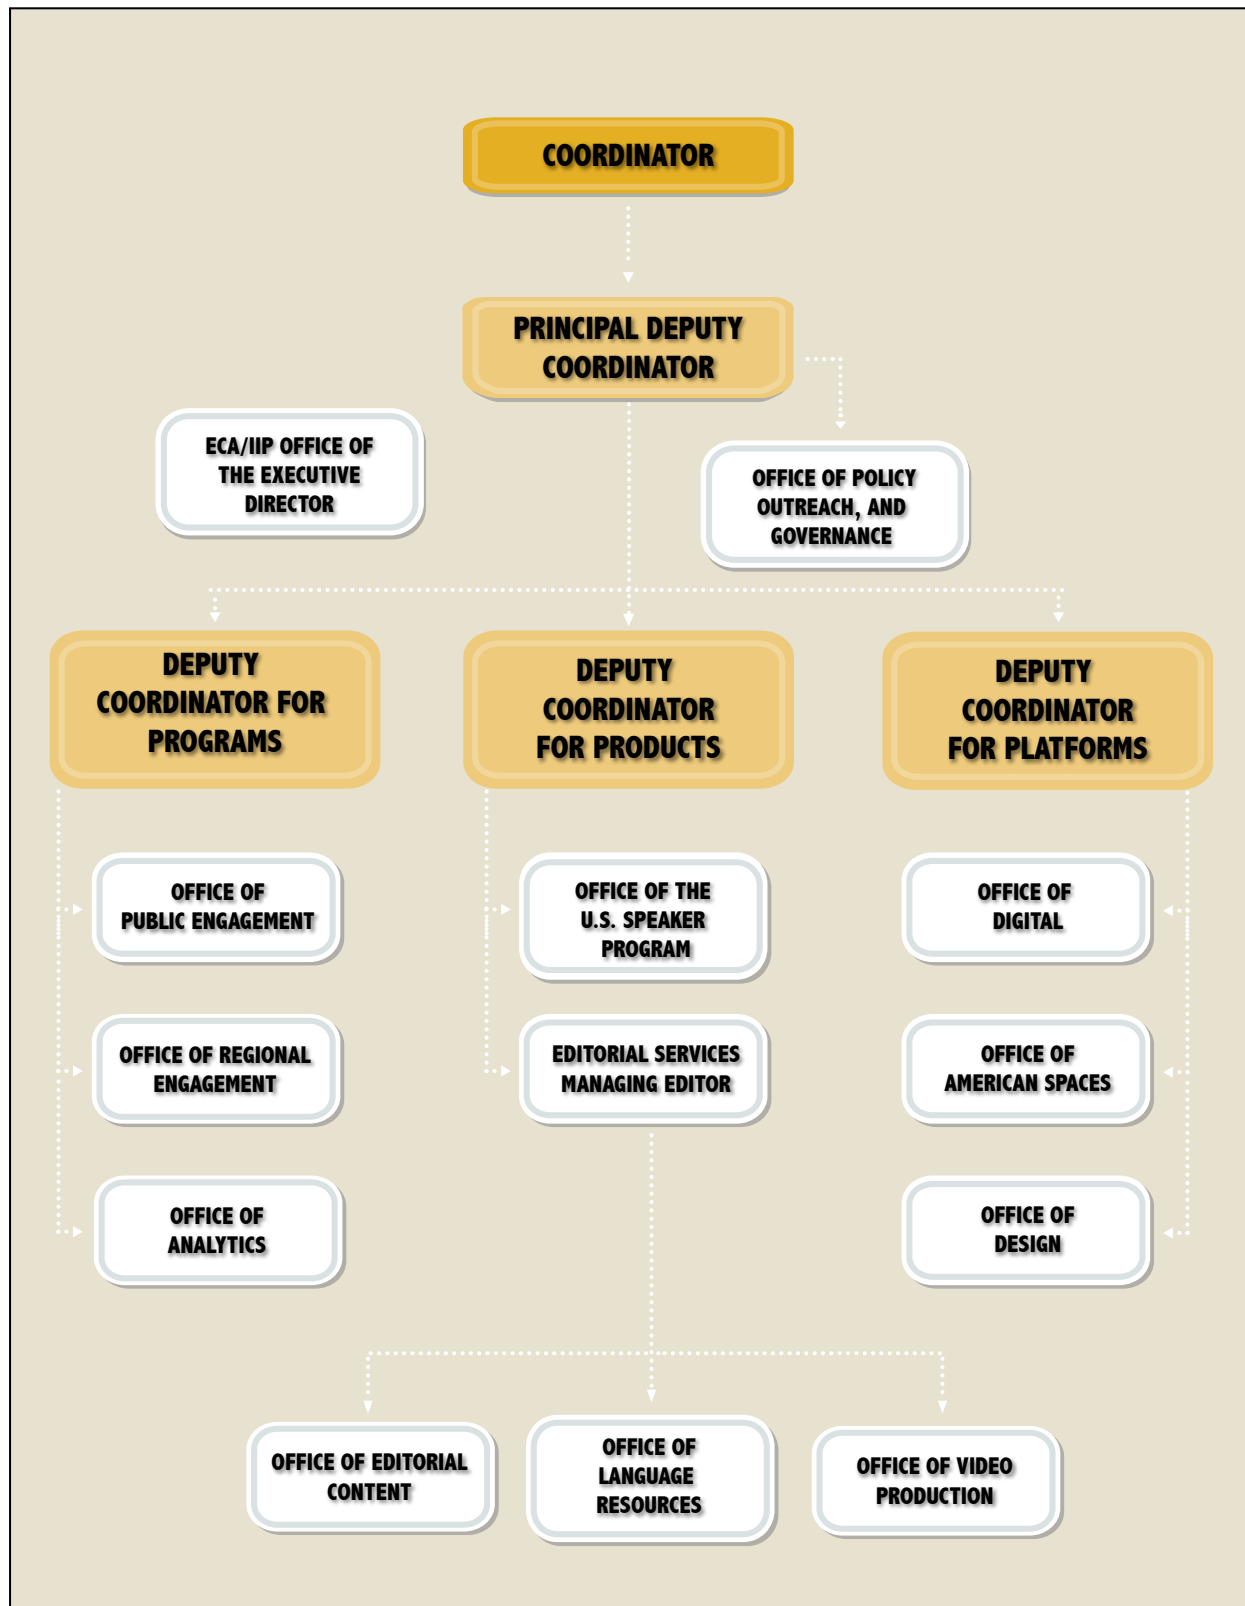 COORDINATOR
PRINCIPAL DEPUTY
COORDINATOR
ECA/IIP OFFICE OF
THE EXECUTIVE
DIRECTOR
OFFICE OF POLICY
OUTREACH, AND
GOVERNANCE
DEPUTY
COORDINATOR FOR
PROGRAMS
DEPUTY
COORDINATOR
FOR PRODUCTS
DEPUTY
COORDINATOR
FOR PLATFORMS
OFFICE OF
PUBLIC ENGAGEMENT
OFFICE OF THE
U.S. SPEAKER
PROGRAM
OFFICE OF
DIGITAL
OFFICE OF REGIONAL
ENGAGEMENT
EDITORIAL SERVICES
MANAGING EDITOR
OFFICE OF
AMERICAN SPACES
OFFICE OF
ANALYTICS
OFFICE OF
DESIGN
OFFICE OF EDITORIAL
CONTENT
OFFICE OF
LANGUAGE
RESOURCES
OFFICE OF VIDEO
PRODUCTION